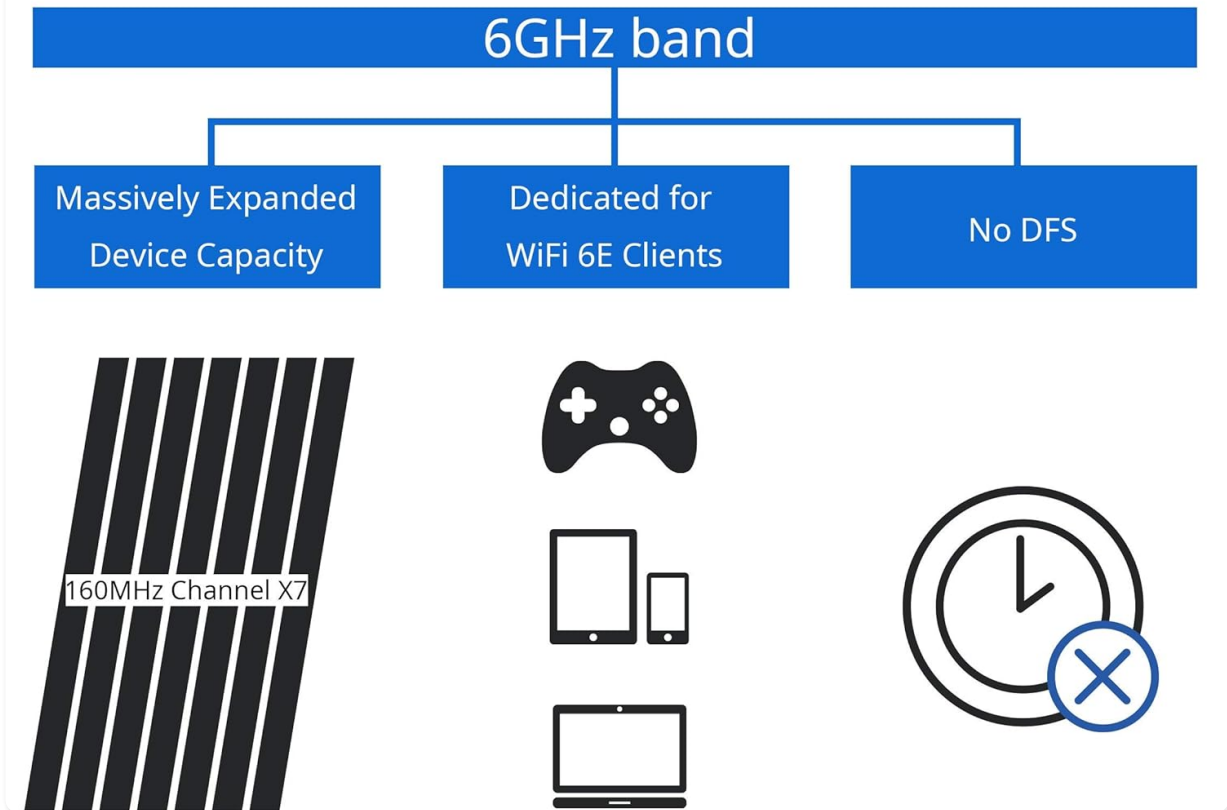 6GHz band
Massively Expanded
Device Capacity
Dedicated for
WiFi 6E Clients
No DFS
160MHz Channel X7